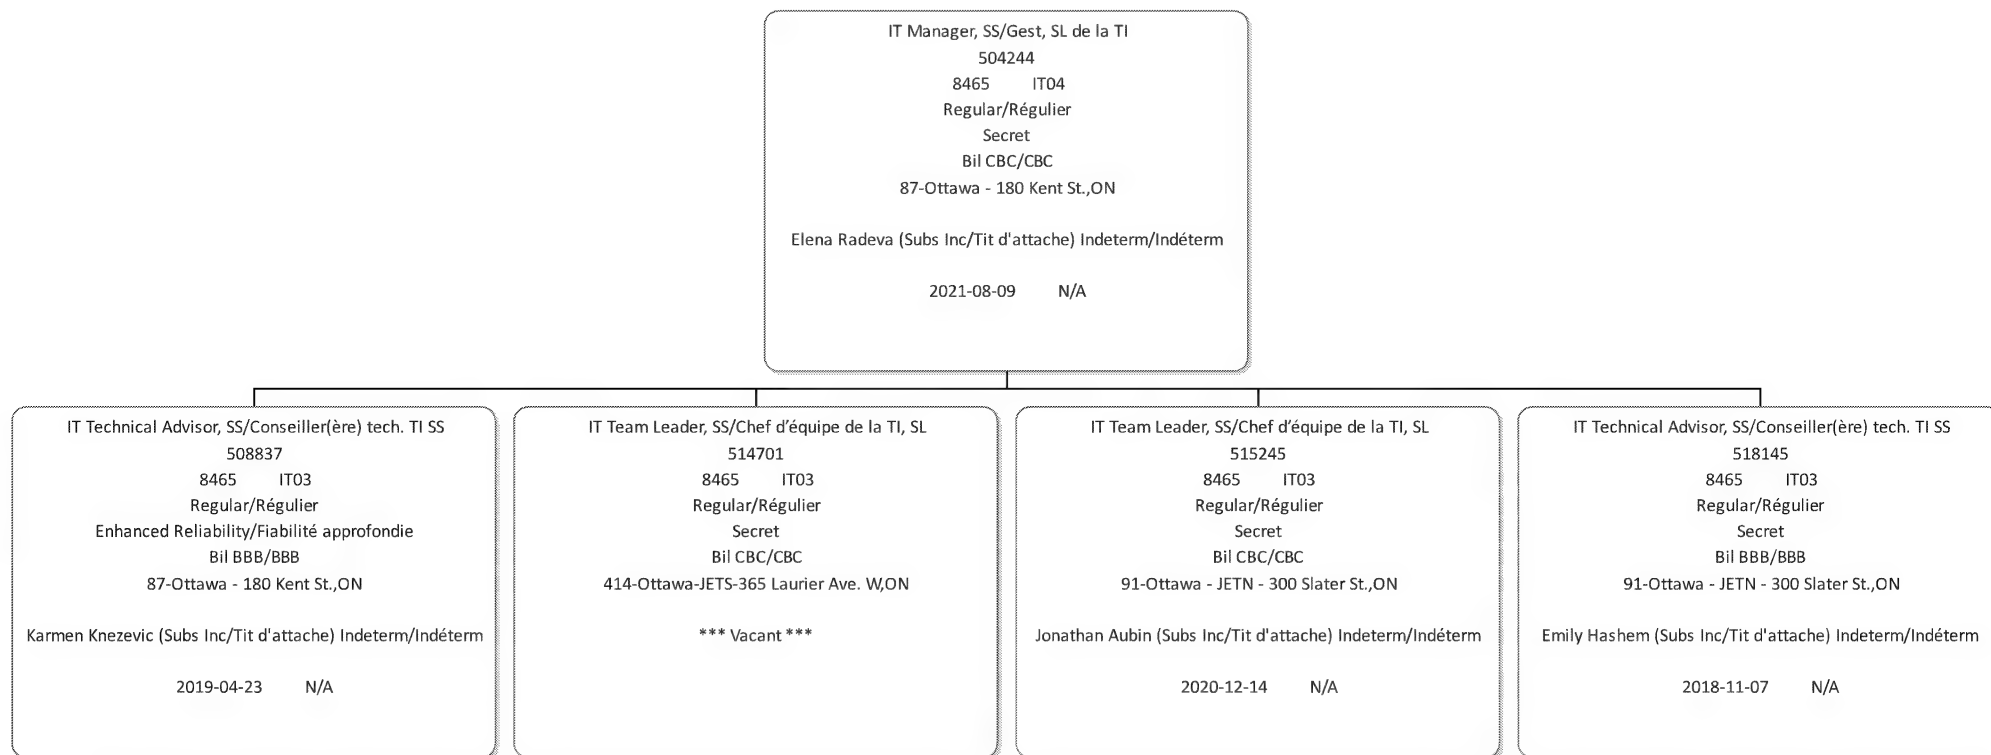 IT Manager, SS/Gest, SL de la TI
504244
8465 IT04
Regular/Régulier
Secret
Bil CBC/CBC
87-Ottawa - 180 Kent St.,ON
Elena Radeva (Subs Inc/Tit d'attache) Indeterm/Indéterm
2021-08-09 N/A
IT Technical Advisor, SS/Conseiller(ère) tech. TI SS
508837
8465 IT03
Regular/Régulier
Enhanced Reliability/Fiabilité approfondie
Bil BBB/BBB
87-Ottawa - 180 Kent St.,ON
Karmen Knezevic (Subs Inc/Tit d'attache) Indeterm/Indéterm
2019-04-23 N/A
IT Team Leader, SS/Chef d’équipe de la TI, SL
514701
8465 IT03
Regular/Régulier
Secret
Bil CBC/CBC
414-Ottawa-JETS-365 Laurier Ave. W,ON
*** Vacant ***
IT Team Leader, SS/Chef d’équipe de la TI, SL
515245
8465 IT03
Regular/Régulier
Secret
Bil CBC/CBC
91-Ottawa - JETN - 300 Slater St.,ON
Jonathan Aubin (Subs Inc/Tit d'attache) Indeterm/Indéterm
2020-12-14 N/A
IT Technical Advisor, SS/Conseiller(ère) tech. TI SS
518145
8465 IT03
Regular/Régulier
Secret
Bil BBB/BBB
91-Ottawa - JETN - 300 Slater St.,ON
Emily Hashem (Subs Inc/Tit d'attache) Indeterm/Indéterm
2018-11-07 N/A